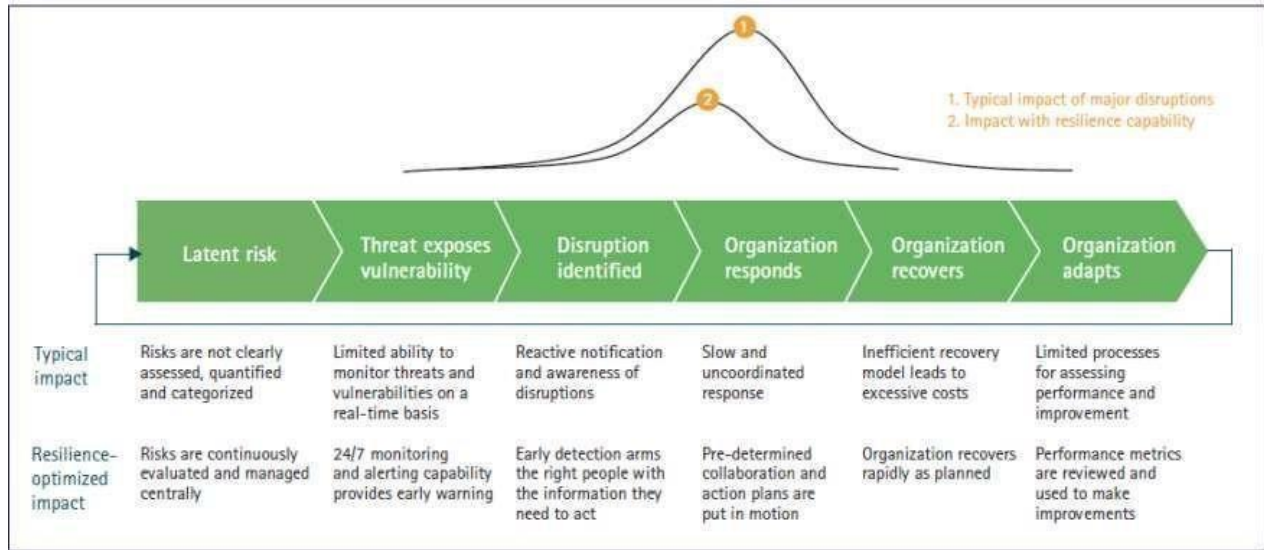 1
2
1. Typical impact of major disruptions
2. Impact with resilience capability
Latent risk
Threat exposes
vulnerability
Disruption
identified
Organization
responds
Organization
recovers
Organization
adapts
Typical
impact
Risks are not clearly
assessed, quantified
and categorized
Limited ability to
monitor threats and
vulnerabilities on a
real-time basis
Reactive notification
and awareness of
disruptions
Slow and
uncoordinated
response
Inefficient recovery
model leads to
excessive costs
Limited processes
for assessing
performance and
improvement
Resilience-
optimized
impact
Risks are continuously
evaluated and managed
centrally
24/7 monitoring
and alerting capability
provides early warning
Early detection arms
the right people with
the information they
need to act
Pre-determined
collaboration and
action plans are
put in motion
Organization recovers
rapidly as planned
Performance metrics
are reviewed and
used to make
improvements